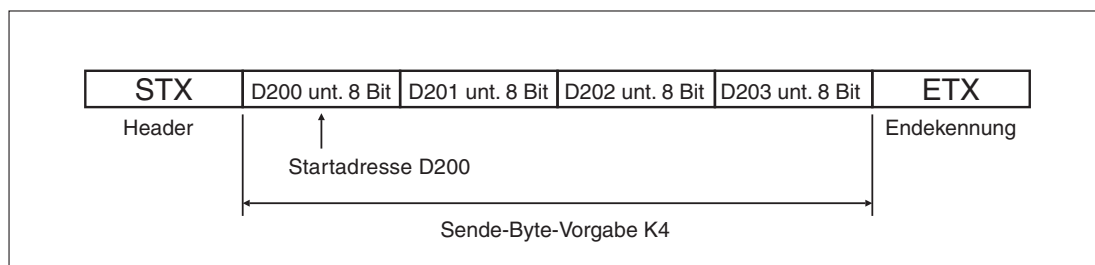 STX D200 unt. 8 Bit D201 unt. 8 Bit D202 unt. 8 Bit D203 unt. 8 Bit ETX
Header Endekennung
Startadresse D200
Sende-Byte-Vorgabe K4